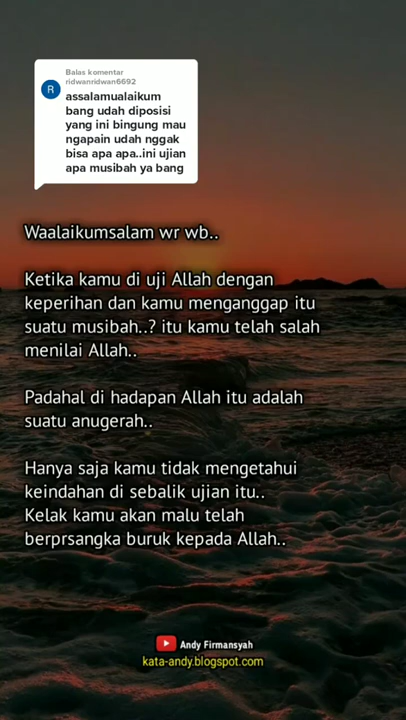 Balas komentar
ridwanridwan6692
R
assalamualaikum
bang udah diposisi
yang ini bingung mau
ngapain udah nggak
bisa apa apa..ini ujian
apa musibah ya bang
Waalaikumsalam wr wb..
Ketika kamu di uji Allah dengan
keperihan dan kamu menganggap itu
suatu musibah..? itu kamu telah salah
menilai Allah..
Padahal di hadapan Allah itu adalah
suatu anugerah..
Hanya saja kamu tidak mengetahui
keindahan di sebalik ujian itu..
Kelak kamu akan malu telah
berprsangka buruk kepada Allah..
Andy Firmansyah
kata-andy.blogspot.com